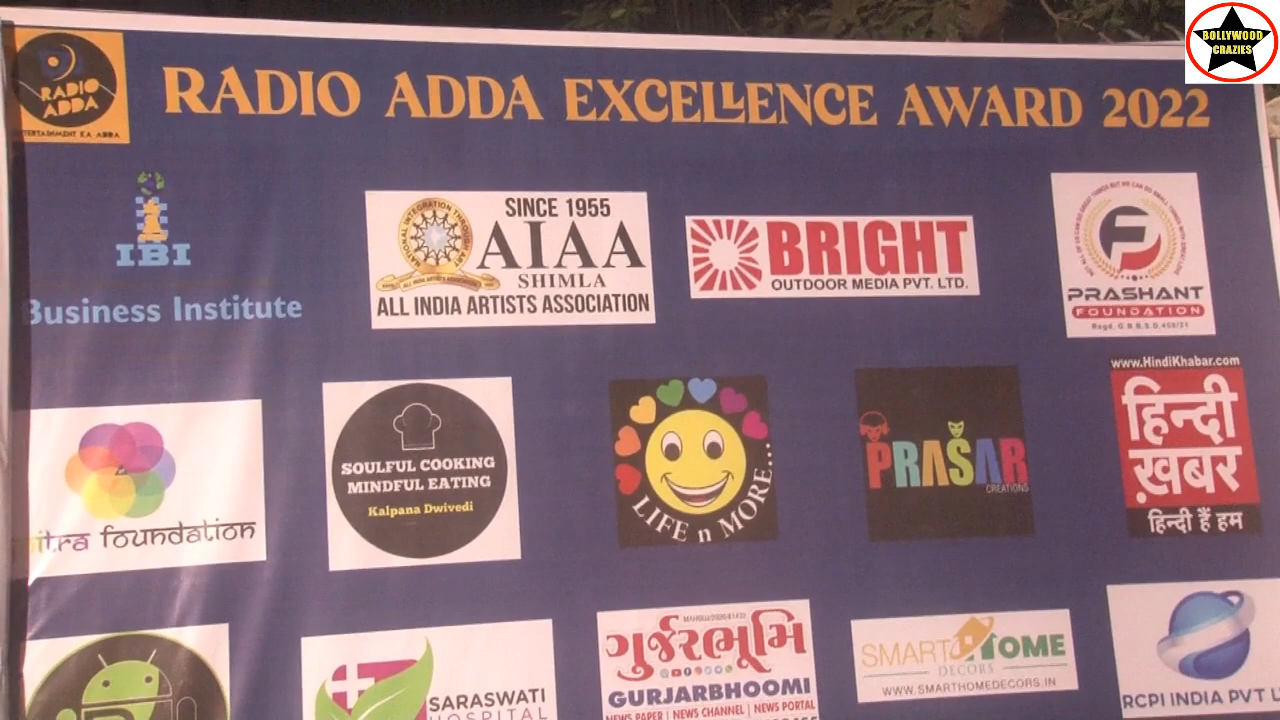 BOLLYWOOD
CRAZIES
RADIO
ADDA
RADIO ADDA EXCELLENCE AWARD 2022
IBI
Business Institute
SINCE 1955
AIAA
SHIMLA
ALL INDIA ARTISTS ASSOCIATION
BRIGHT
OUTDOOR MEDIA PVT. LTD.
PRASHANT
FOUNDATION
foundation
SOULFUL COOKING
MINDFUL EATING
Kalpana Dwivedi
LIFE n MORE...
PRASAR
CREATIONS
www.HindiKhabar.com
हिन्दी
ख़बर
हिन्दी हैं हम
SARASWATI
HOSPITAL
ગુર્જરભૂમિ
GURJARBHOOMI
NEWS PAPER | NEWS CHANNEL | NEWS PORTAL
SMART HOME
DECORS
WWW.SMARTHOMEDECORS.IN
RCPI INDIA PVT